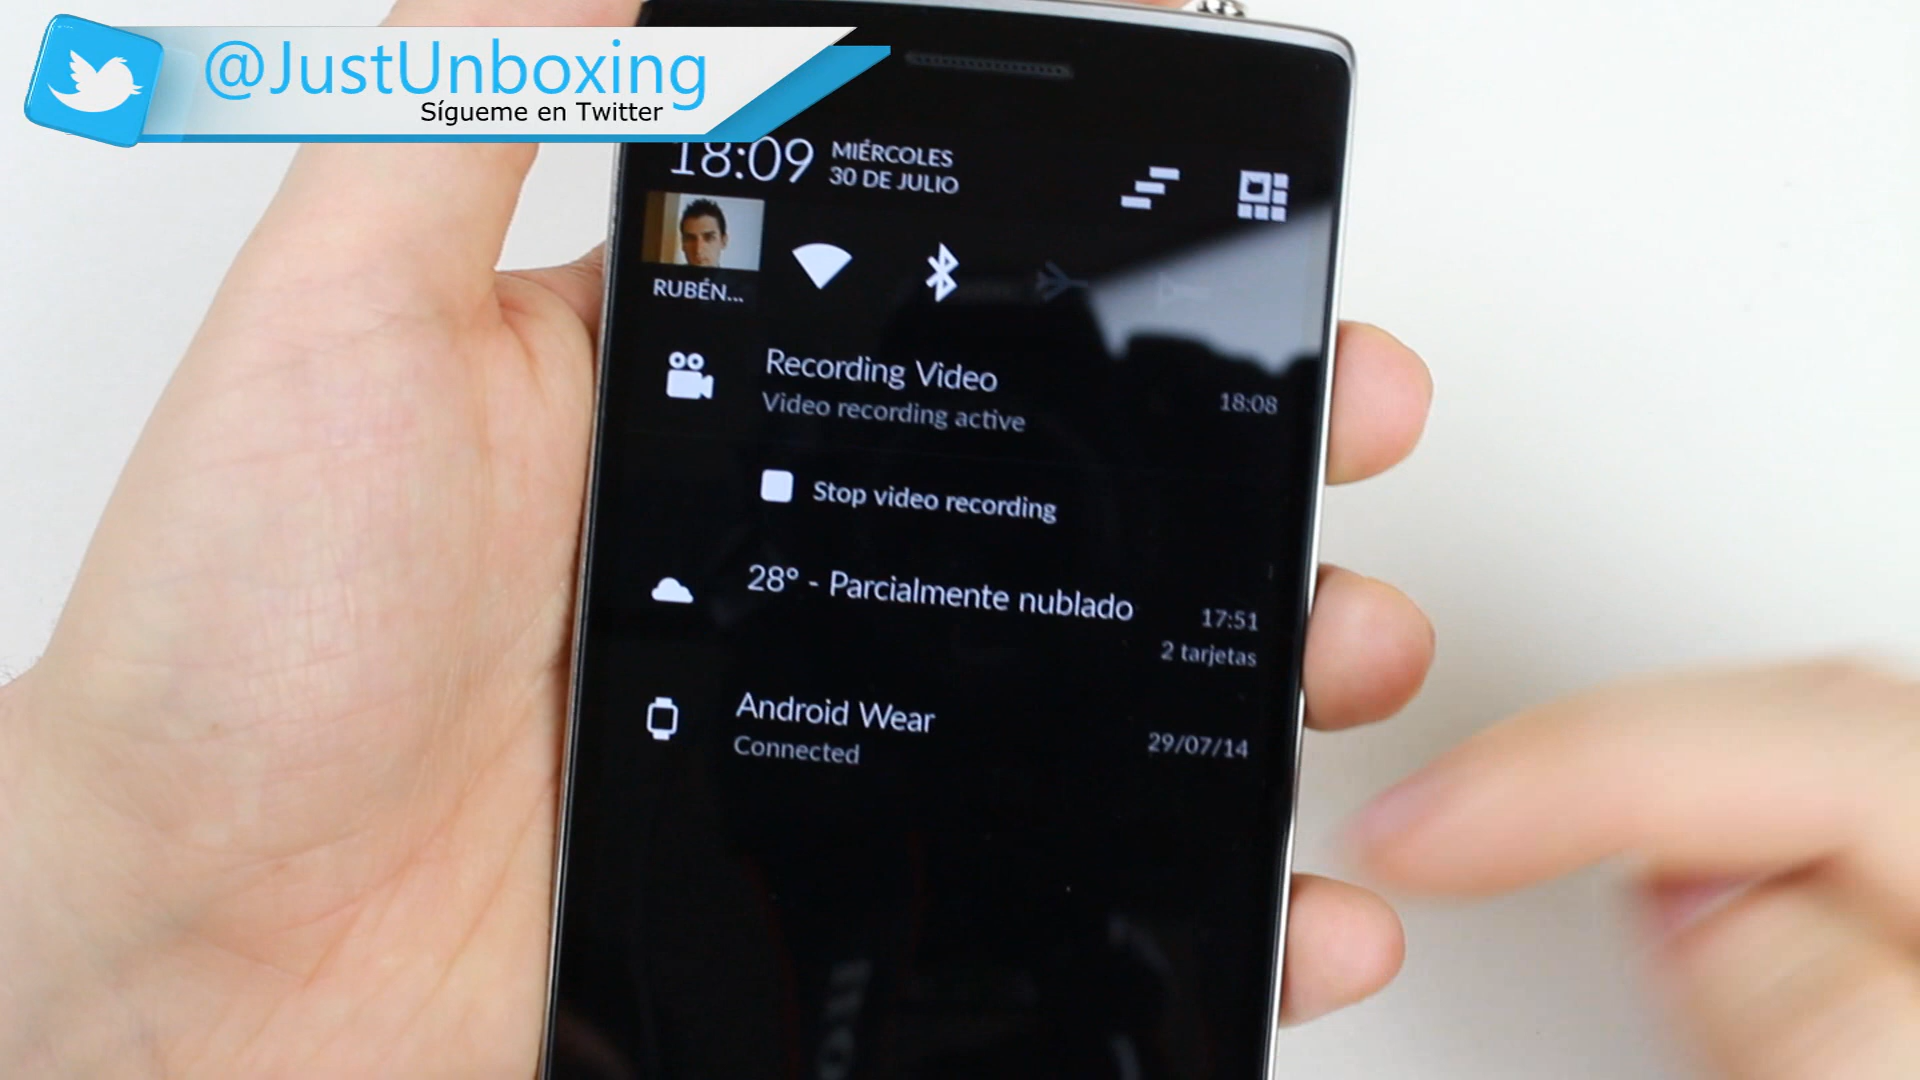 @JustUnboxing
Sígueme en Twitter
18:09
MIÉRCOLES
30 DE JULIO
RUBÉN...
Recording Video
18:08
Video recording active
Stop video recording
28° - Parcialmente nublado
17:51
2 tarjetas
Android Wear
29/07/14
Connected